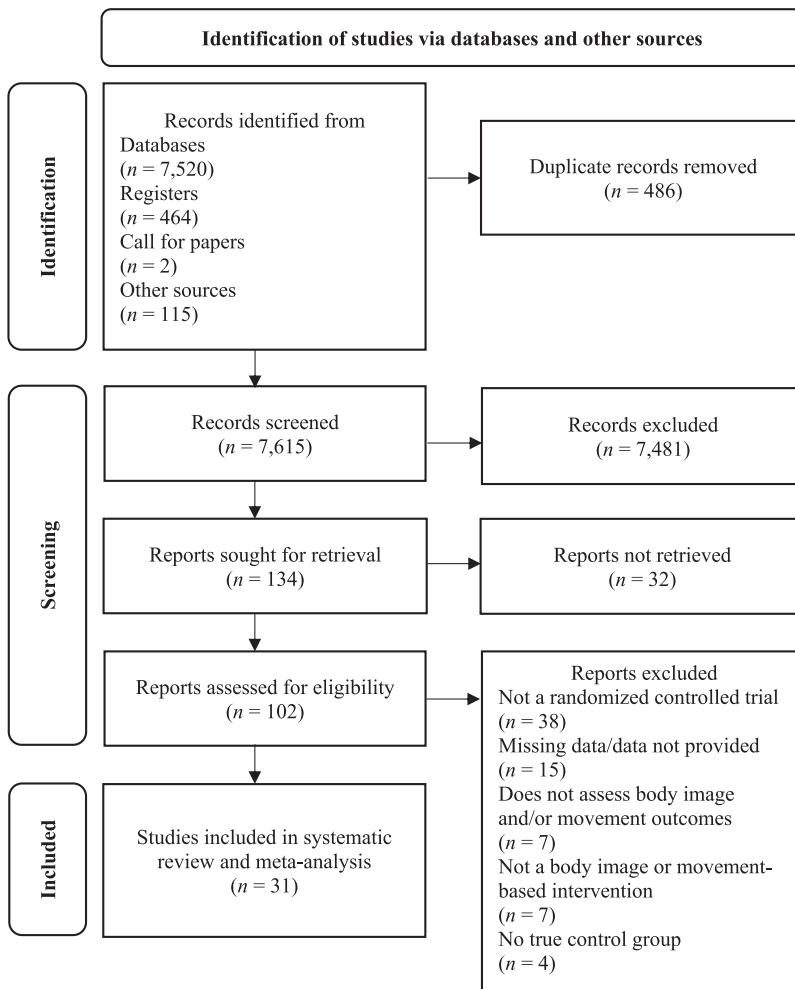 Identification of studies via databases and other sources
Identification
Records identified from
Databases
(n = 7,520)
Registers
(n = 464)
Call for papers
(n = 2)
Other sources
(n = 115)
Duplicate records removed
(n = 486)
Screening
Records screened
(n = 7,615)
Records excluded
(n = 7,481)
Reports sought for retrieval
(n = 134)
Reports not retrieved
(n = 32)
Reports assessed for eligibility
(n = 102)
Reports excluded
Not a randomized controlled trial
(n = 38)
Missing data/data not provided
(n = 15)
Does not assess body image
and/or movement outcomes
(n = 7)
Not a body image or movement-
based intervention
(n = 7)
No true control group
(n = 4)
Included
Studies included in systematic
review and meta-analysis
(n = 31)